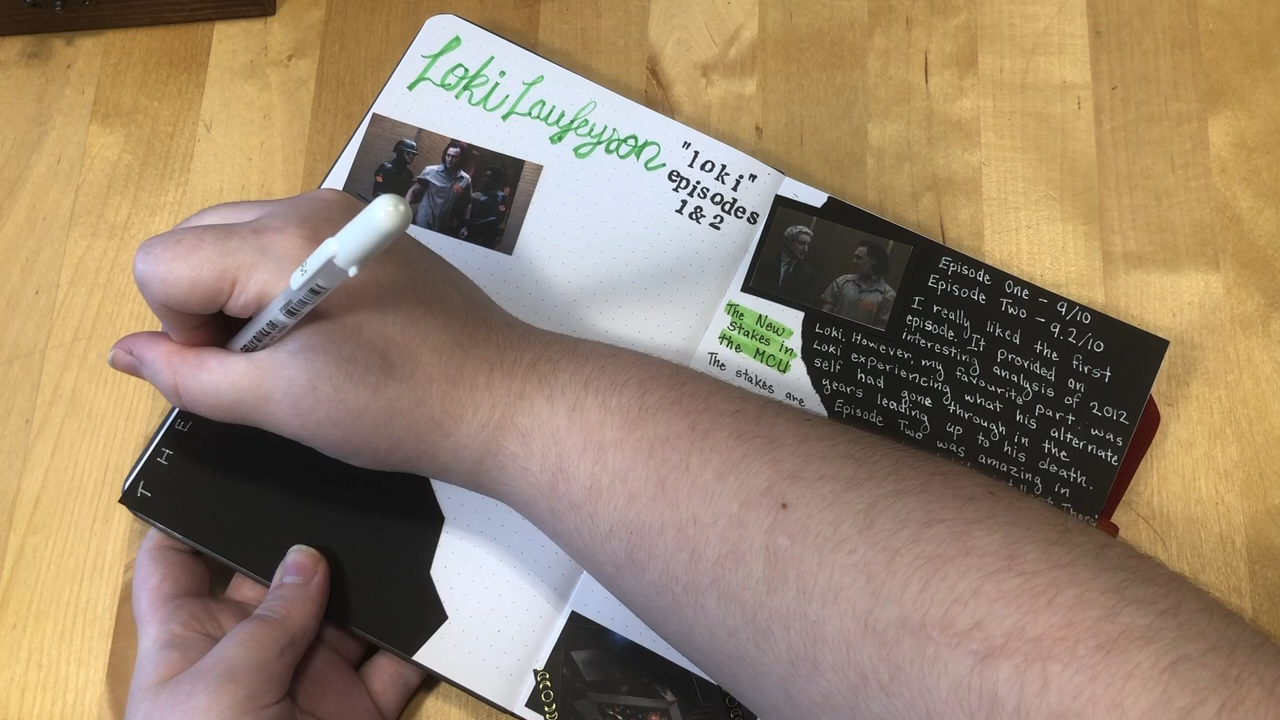 Loki Laufeyson
"loki"
episodes
1 & 2
T H E
The New
Stakes in
the MCU
The stakes are
Episode One - 9/10
Episode Two - 9.2/10
I really liked the first
episode. It provided an
interesting analysis of 2012
Loki. However, my favourite part was
Loki experiencing what his alternate
self had gone through in the
years leading up to his death.
Episode Two was amazing in